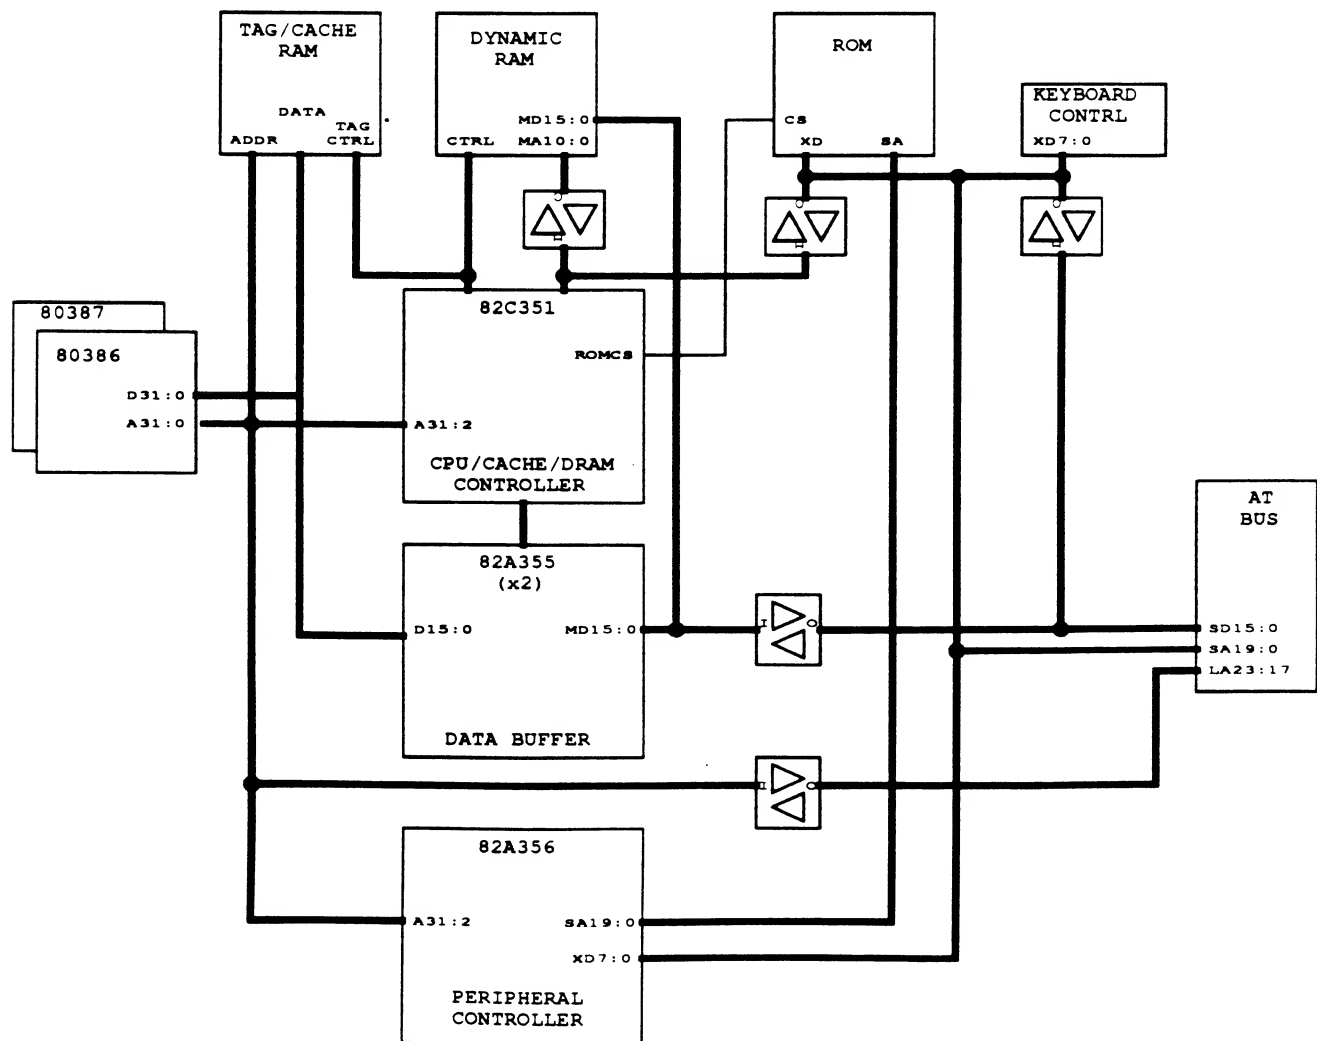 TAG/CACHE
RAM
DATA
TAG
ADDR
CTRL
DYNAMIC
RAM
MD15:0
CTRL
MA10:0
ROM
CS
XD
SA
KEYBOARD
CONTRL
XD7:0
O
I
O
I
O
I
80387
80386
D31:0
A31:0
82C351
ROMCS
A31:2
CPU/CACHE/DRAM
CONTROLLER
82A355
(x2)
D15:0
MD15:0
DATA BUFFER
I
O
AT
BUS
SD15:0
SA19:0
LA23:17
I
O
82A356
A31:2
SA19:0
XD7:0
PERIPHERAL
CONTROLLER